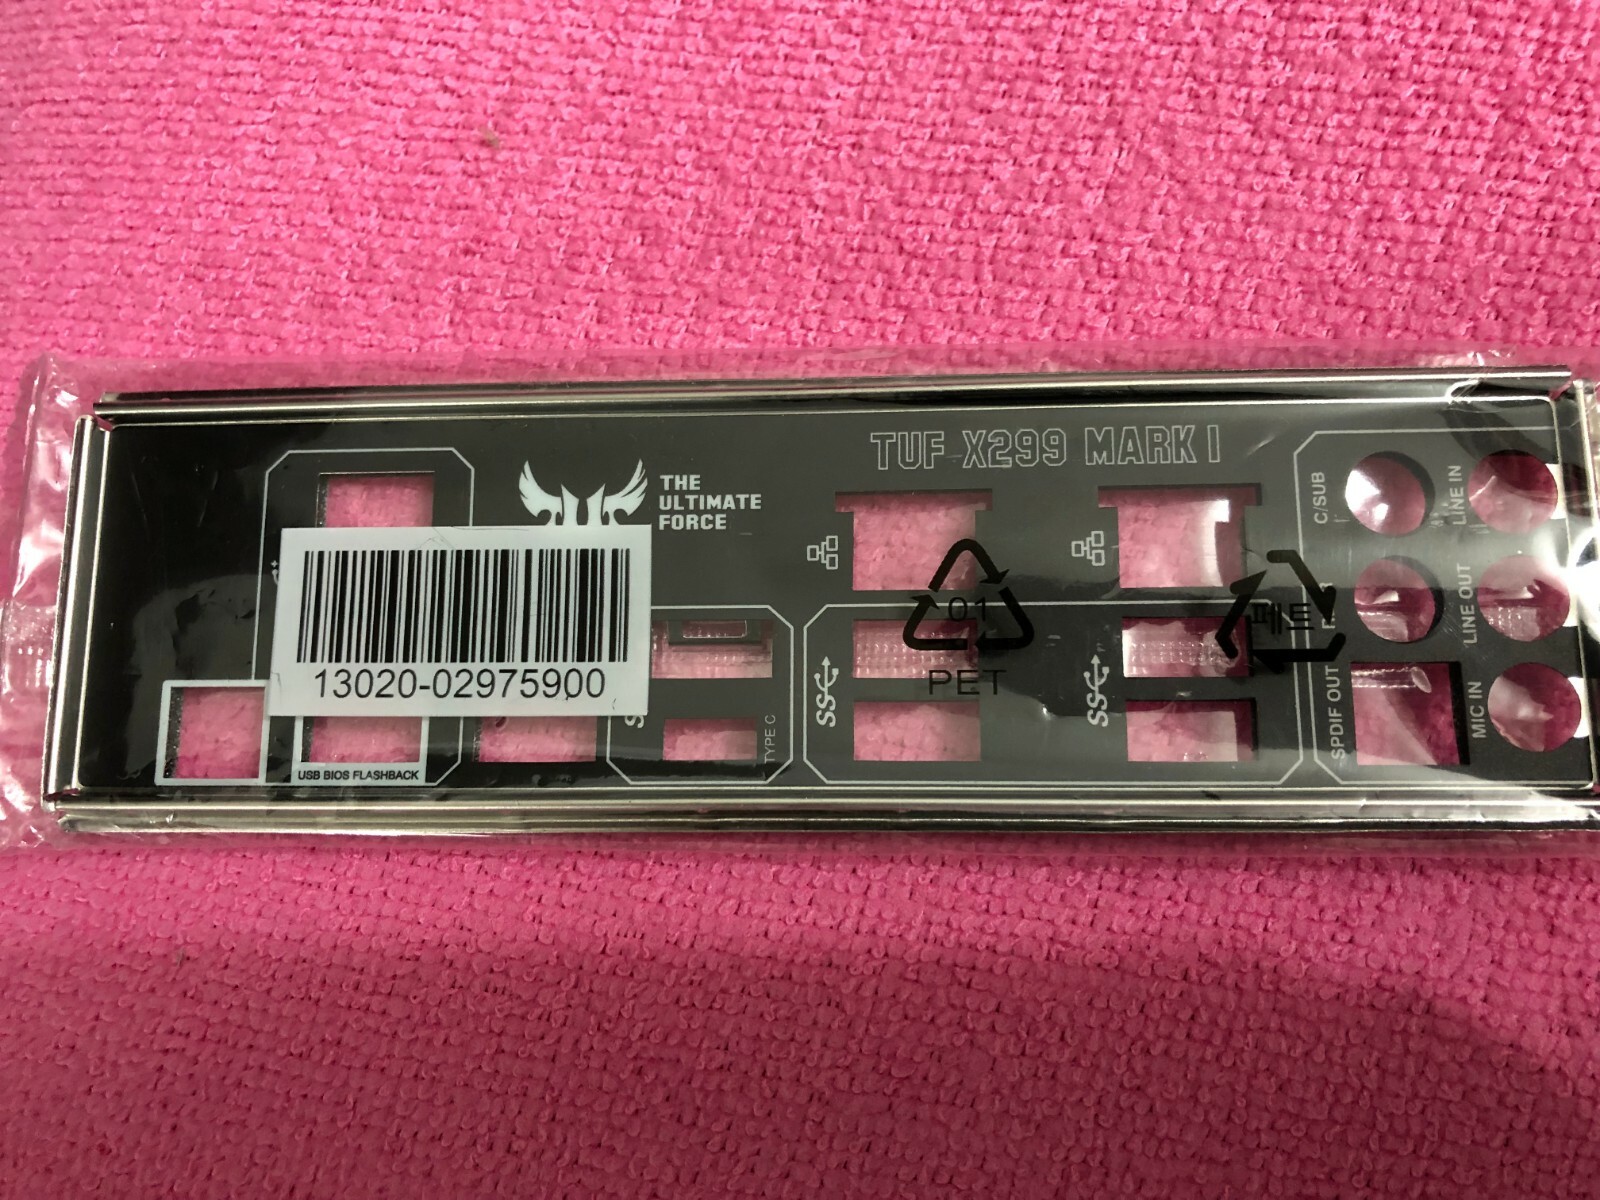 TUF X299 MARK 1
THE
ULTIMATE
FORCE
C/SUB
LINE IN
LINE OUT
SPDIF OUT
MIC IN
01
PET
페트
SS
SS
TYPE C
13020-02975900
USB BIOS FLASHBACK